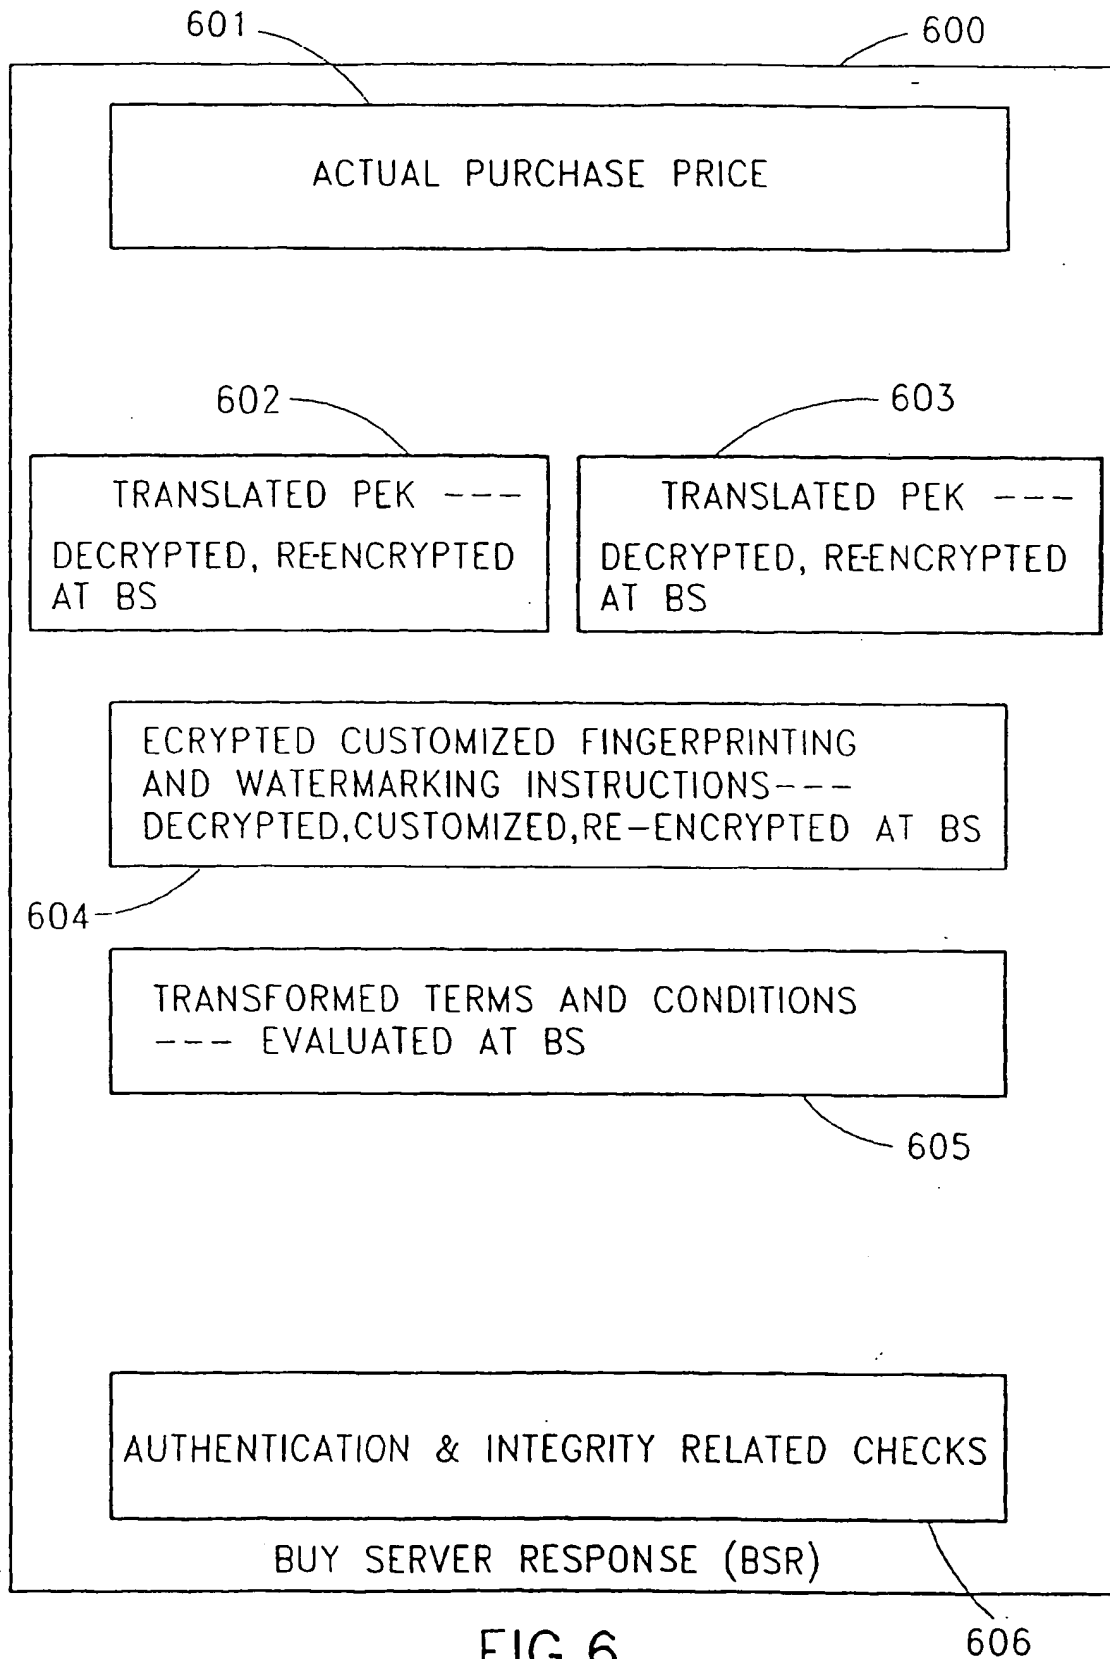 601
600
ACTUAL PURCHASE PRICE
602
603
TRANSLATED PEK ---
DECRYPTED, RE-ENCRYPTED
AT BS
TRANSLATED PEK ---
DECRYPTED, RE-ENCRYPTED
AT BS
ECRYPTED CUSTOMIZED FINGERPRINTING
AND WATERMARKING INSTRUCTIONS---
DECRYPTED,CUSTOMIZED,RE-ENCRYPTED AT BS
604
TRANSFORMED TERMS AND CONDITIONS
--- EVALUATED AT BS
605
AUTHENTICATION & INTEGRITY RELATED CHECKS
BUY SERVER RESPONSE (BSR)
606
FIG 6